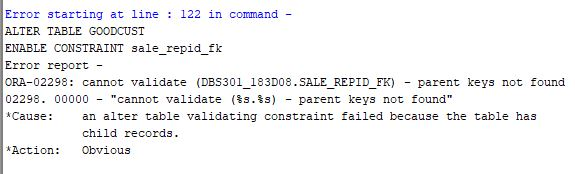 Error starting at line : 122 in command -
ALTER TABLE GOODCUST
ENABLE CONSTRAINT sale_repid_fk
Error report -
ORA-02298: cannot validate (DBS301_183D08.SALE_REPID_FK) - parent keys not found
02298. 00000 - "cannot validate (%s.%s) - parent keys not found"
*Cause:    an alter table validating constraint failed because the table has
           child records.
*Action:   Obvious